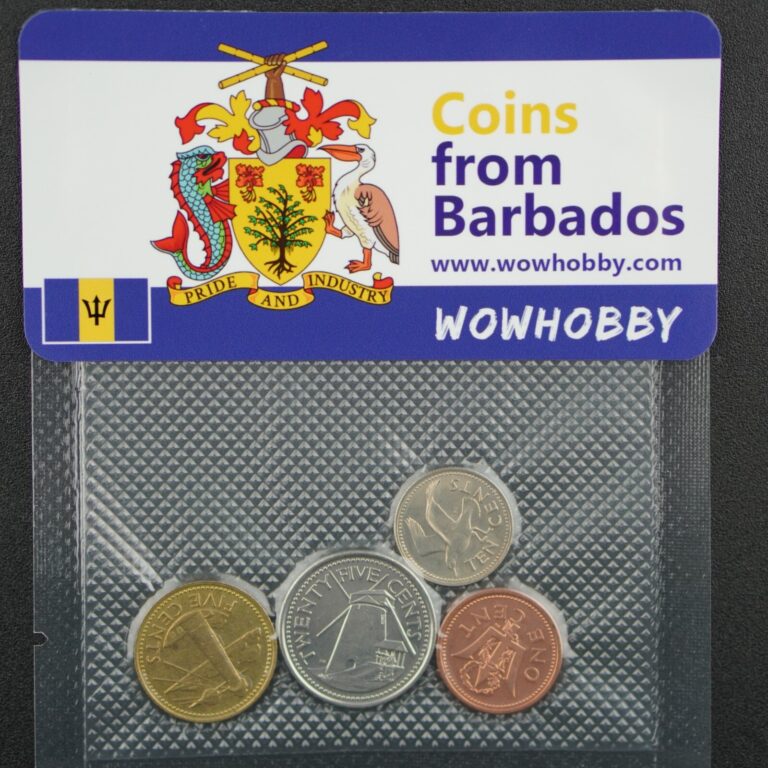 Coins
from
Barbados
www.wowhobby.com
WOWHOBBY
PRIDE AND INDUSTRY
TEN CENTS
FIVE CENTS
TWENTY FIVE CENTS
ONE CENT